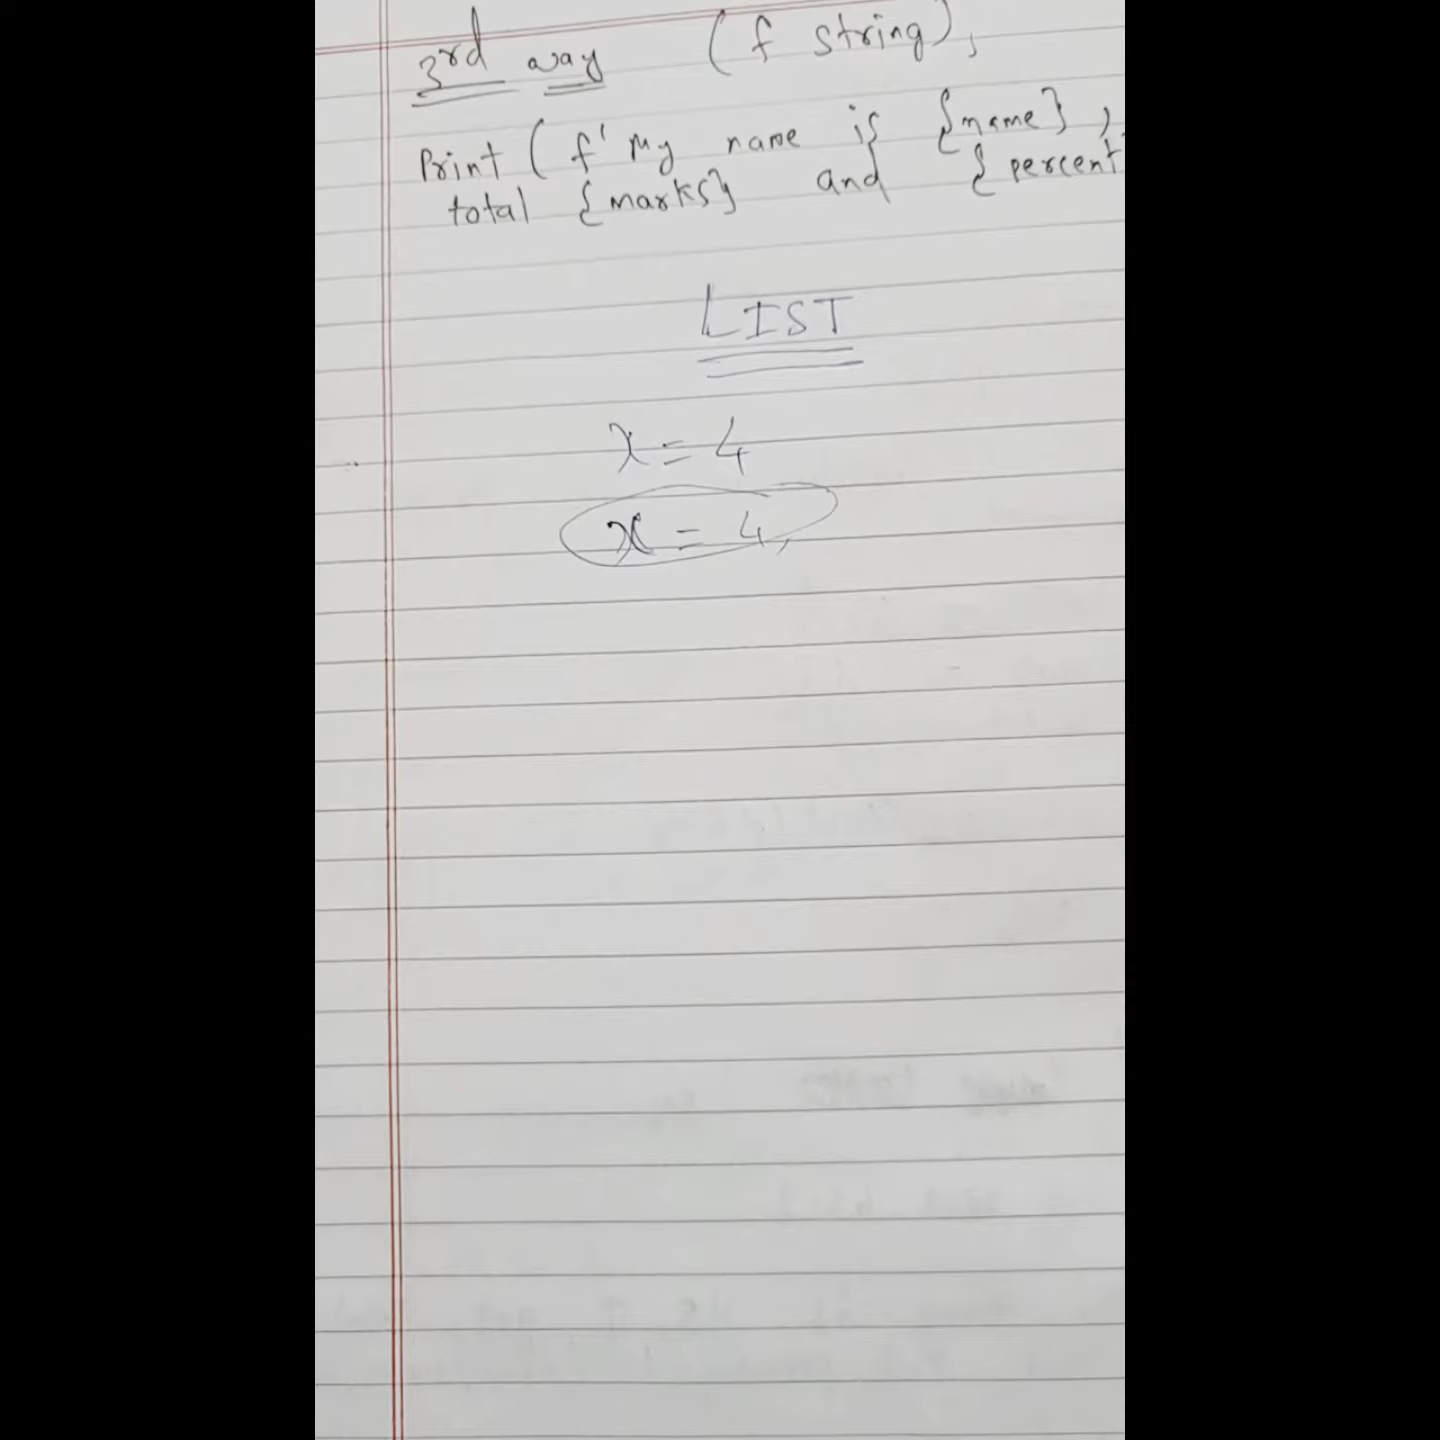 3rd way (f string),
Print (f' My name is {name},
total {marks} and {percent
LIST
x = 4
x = 4,